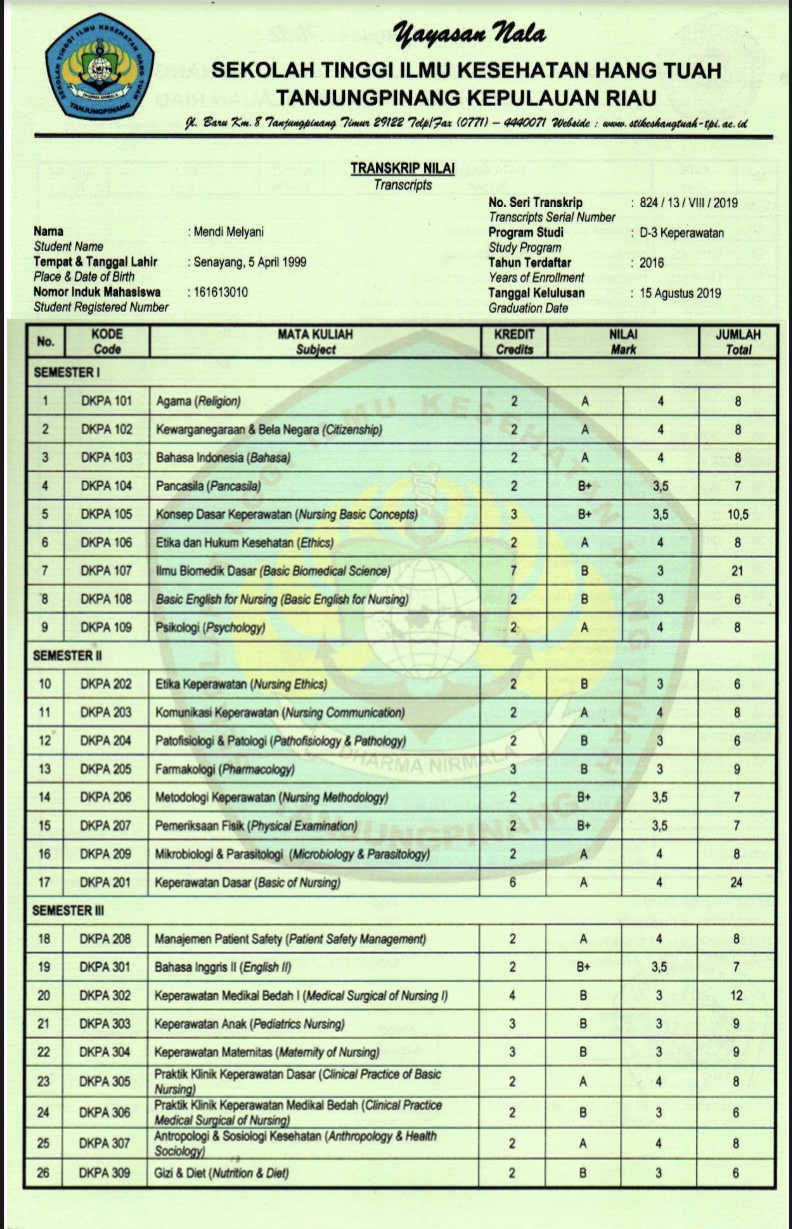 Yayasan Nala
SEKOLAH TINGGI ILMU KESEHATAN HANG TUAH
TANJUNGPINANG KEPULAUAN RIAU
Jl. Baru Km. 8 Tanjungpinang Timur 29122 Telp/Fax (0771) – 4440071 Webside : www.stikeshangtuah-tpi.ac.id
SEKOLAH TINGGI ILMU KESEHATAN HANG TUAH
DHARMA NIRMALA
TANJUNGPINANG
TRANSKRIP NILAI
Transcripts
No. Seri Transkrip : 824 / 13 / VIII / 2019
Transcripts Serial Number
Nama : Mendi Melyani
Student Name
Program Studi : D-3 Keperawatan
Study Program
Tempat & Tanggal Lahir : Senayang, 5 April 1999
Place & Date of Birth
Tahun Terdaftar : 2016
Years of Enrollment
Nomor Induk Mahasiswa : 161613010
Student Registered Number
Tanggal Kelulusan : 15 Agustus 2019
Graduation Date
No. KODE MATA KULIAH KREDIT NILAI JUMLAH
Code Subject Credits Mark Total
SEMESTER I
1 DKPA 101 Agama (Religion) 2 A 4 8
2 DKPA 102 Kewarganegaraan & Bela Negara (Citizenship) 2 A 4 8
3 DKPA 103 Bahasa Indonesia (Bahasa) 2 A 4 8
4 DKPA 104 Pancasila (Pancasila) 2 B+ 3,5 7
5 DKPA 105 Konsep Dasar Keperawatan (Nursing Basic Concepts) 3 B+ 3,5 10,5
6 DKPA 106 Etika dan Hukum Kesehatan (Ethics) 2 A 4 8
7 DKPA 107 Ilmu Biomedik Dasar (Basic Biomedical Science) 7 B 3 21
8 DKPA 108 Basic English for Nursing (Basic English for Nursing) 2 B 3 6
9 DKPA 109 Psikologi (Psychology) 2 A 4 8
SEMESTER II
10 DKPA 202 Etika Keperawatan (Nursing Ethics) 2 B 3 6
11 DKPA 203 Komunikasi Keperawatan (Nursing Communication) 2 A 4 8
12 DKPA 204 Patofisiologi & Patologi (Pathofisiology & Pathology) 2 B 3 6
13 DKPA 205 Farmakologi (Pharmacology) 3 B 3 9
14 DKPA 206 Metodologi Keperawatan (Nursing Methodology) 2 B+ 3,5 7
15 DKPA 207 Pemeriksaan Fisik (Physical Examination) 2 B+ 3,5 7
16 DKPA 209 Mikrobiologi & Parasitologi (Microbiology & Parasitology) 2 A 4 8
17 DKPA 201 Keperawatan Dasar (Basic of Nursing) 6 A 4 24
SEMESTER III
18 DKPA 208 Manajemen Patient Safety (Patient Safety Management) 2 A 4 8
19 DKPA 301 Bahasa Inggris II (English II) 2 B+ 3,5 7
20 DKPA 302 Keperawatan Medikal Bedah I (Medical Surgical of Nursing I) 4 B 3 12
21 DKPA 303 Keperawatan Anak (Pediatrics Nursing) 3 B 3 9
22 DKPA 304 Keperawatan Maternitas (Maternity of Nursing) 3 B 3 9
23 DKPA 305 Praktik Klinik Keperawatan Dasar (Clinical Practice of Basic
Nursing) 2 A 4 8
24 DKPA 306 Praktik Klinik Keperawatan Medikal Bedah (Clinical Practice
Medical Surgical of Nursing) 2 B 3 6
25 DKPA 307 Antropologi & Sosiologi Kesehatan (Anthropology & Health
Sociology) 2 A 4 8
26 DKPA 309 Gizi & Diet (Nutrition & Diet) 2 B 3 6